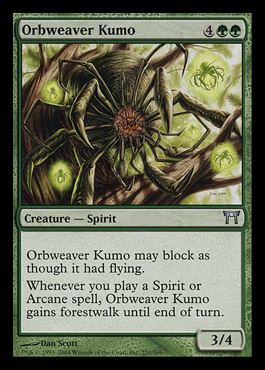 Orbweaver Kumo 4
Creature — Spirit
Orbweaver Kumo may block as
though it had flying.
Whenever you play a Spirit or
Arcane spell, Orbweaver Kumo
gains forestwalk until end of turn.
3/4
Dan Scott